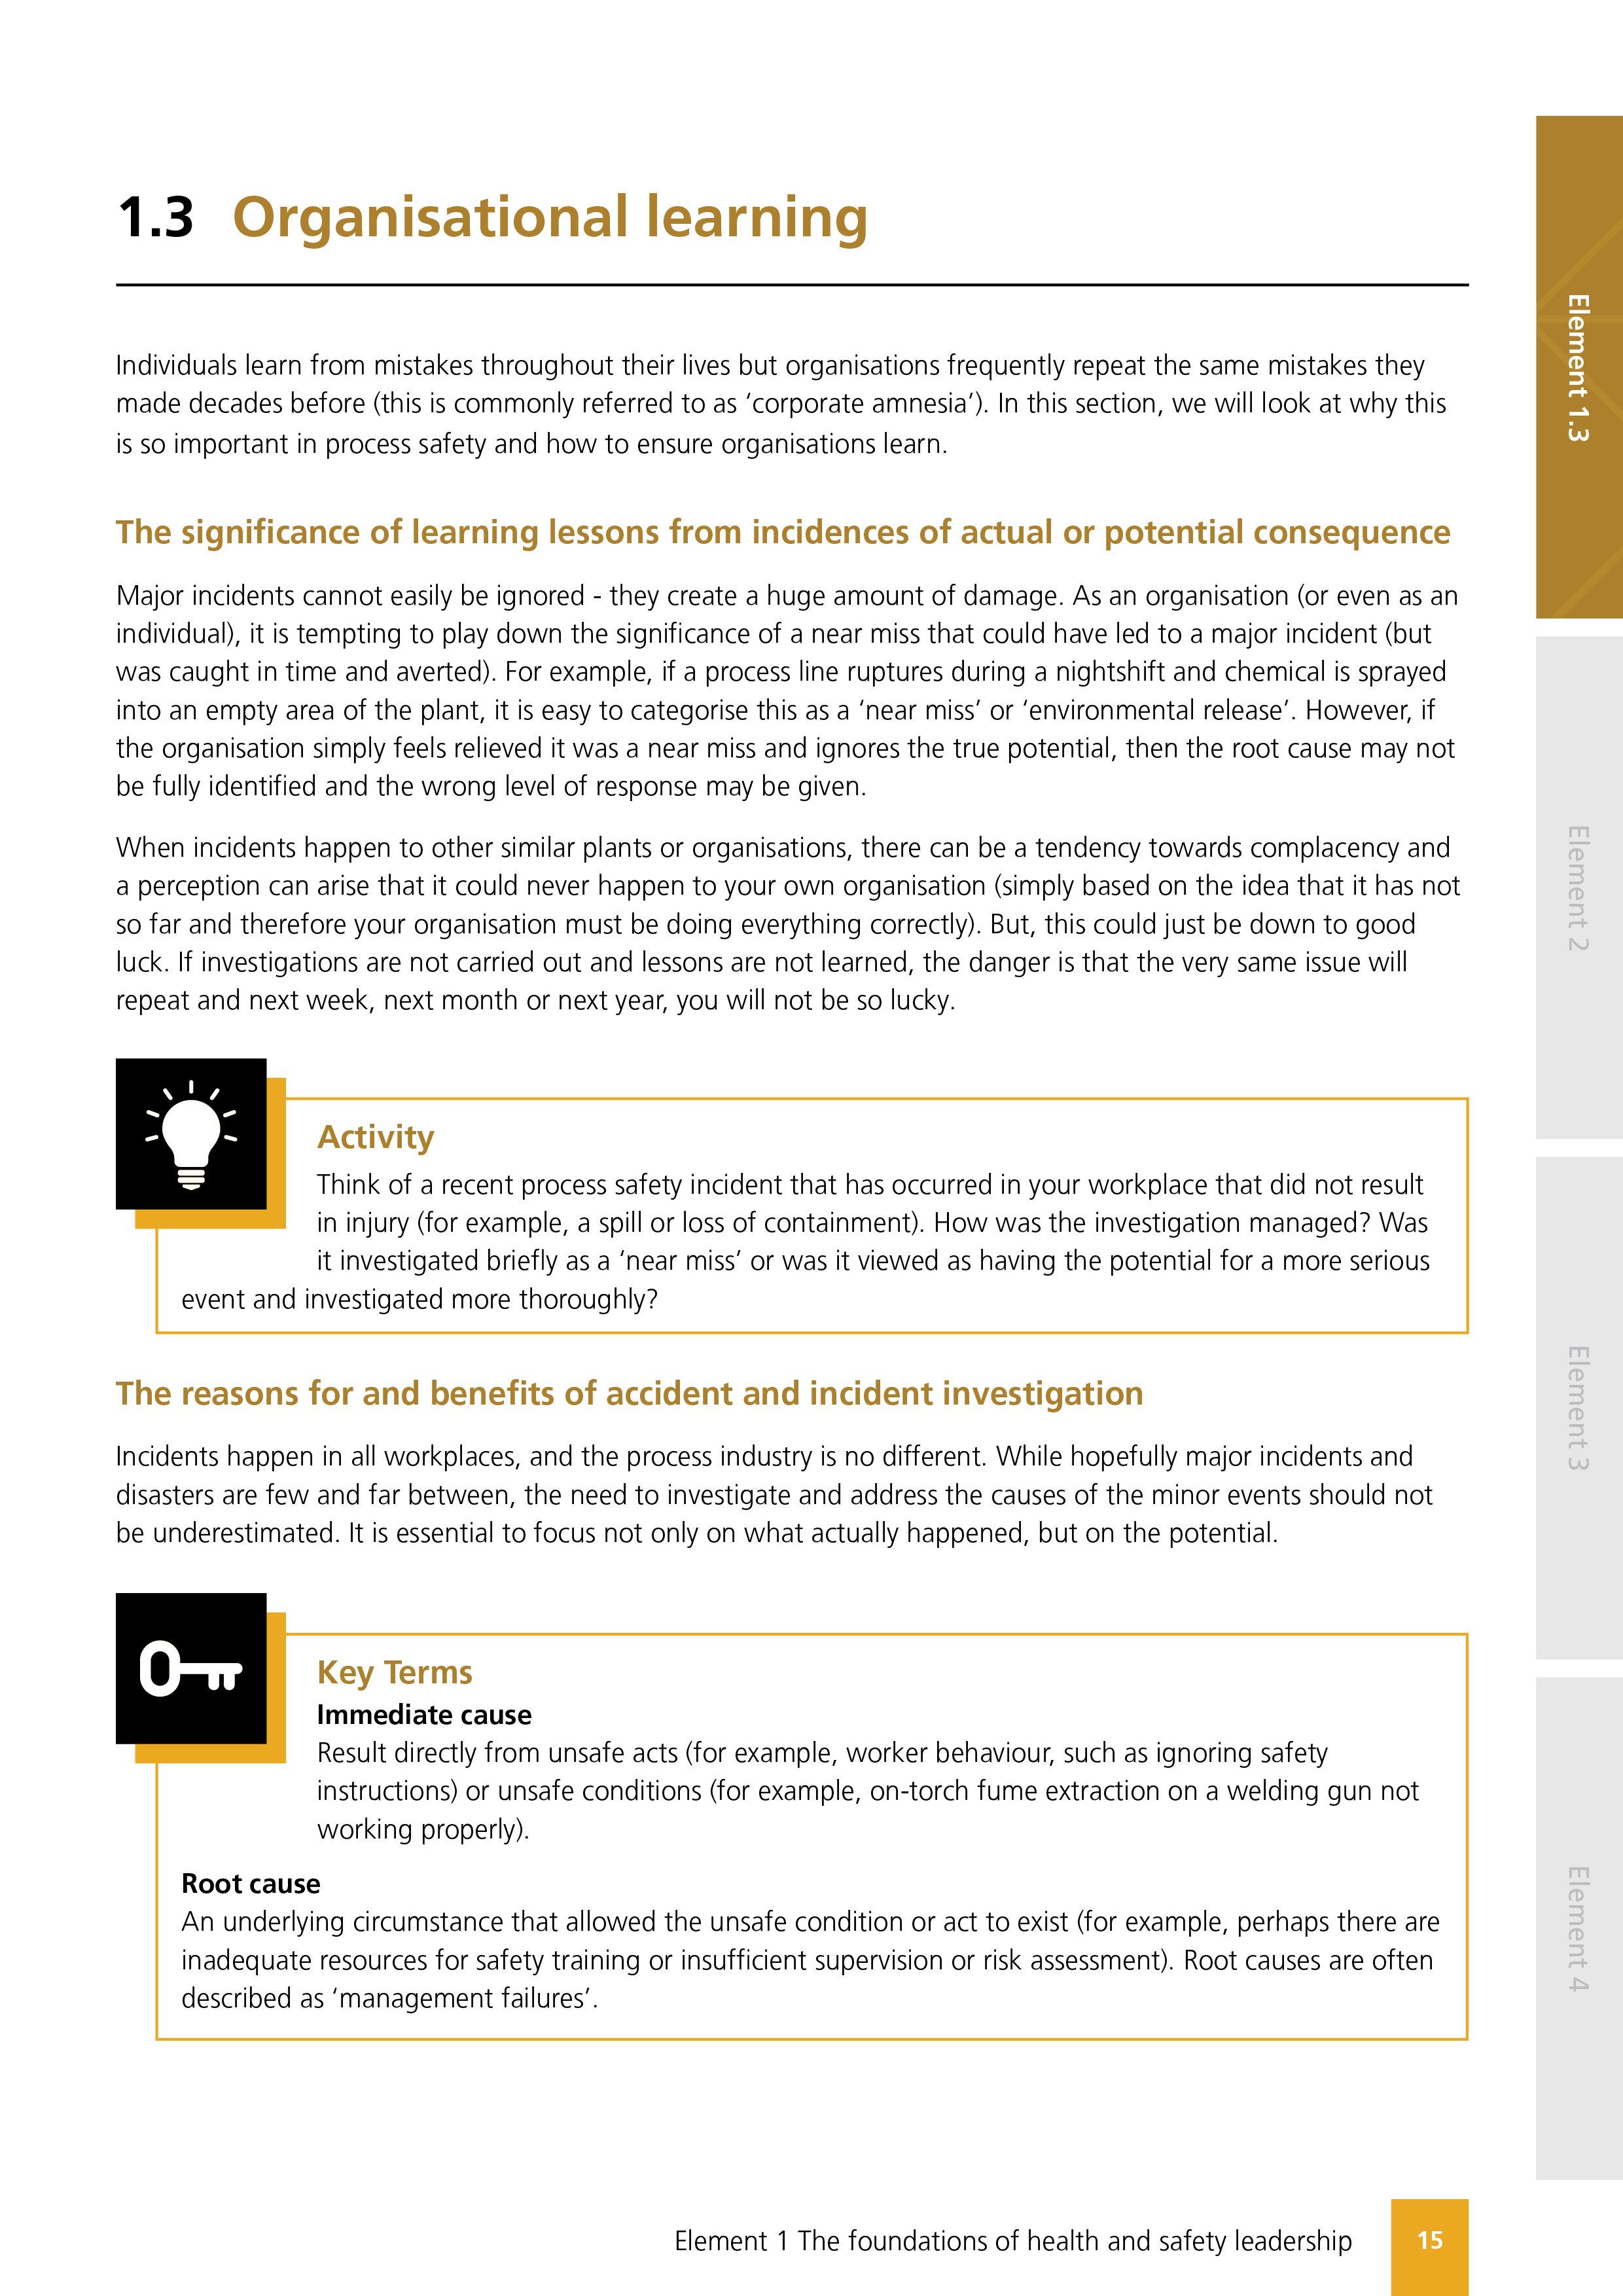 1.3 Organisational learning
Individuals learn from mistakes throughout their lives but organisations frequently repeat the same mistakes they
made decades before (this is commonly referred to as ‘corporate amnesia’). In this section, we will look at why this
is so important in process safety and how to ensure organisations learn.
The significance of learning lessons from incidences of actual or potential consequence
Major incidents cannot easily be ignored - they create a huge amount of damage. As an organisation (or even as an
individual), it is tempting to play down the significance of a near miss that could have led to a major incident (but
was caught in time and averted). For example, if a process line ruptures during a nightshift and chemical is sprayed
into an empty area of the plant, it is easy to categorise this as a ‘near miss’ or ‘environmental release’. However, if
the organisation simply feels relieved it was a near miss and ignores the true potential, then the root cause may not
be fully identified and the wrong level of response may be given.
When incidents happen to other similar plants or organisations, there can be a tendency towards complacency and
a perception can arise that it could never happen to your own organisation (simply based on the idea that it has not
so far and therefore your organisation must be doing everything correctly). But, this could just be down to good
luck. If investigations are not carried out and lessons are not learned, the danger is that the very same issue will
repeat and next week, next month or next year, you will not be so lucky.
Activity
Think of a recent process safety incident that has occurred in your workplace that did not result
in injury (for example, a spill or loss of containment). How was the investigation managed? Was
it investigated briefly as a ‘near miss’ or was it viewed as having the potential for a more serious
event and investigated more thoroughly?
The reasons for and benefits of accident and incident investigation
Incidents happen in all workplaces, and the process industry is no different. While hopefully major incidents and
disasters are few and far between, the need to investigate and address the causes of the minor events should not
be underestimated. It is essential to focus not only on what actually happened, but on the potential.
Key Terms
Immediate cause
Result directly from unsafe acts (for example, worker behaviour, such as ignoring safety
instructions) or unsafe conditions (for example, on-torch fume extraction on a welding gun not
working properly).
Root cause
An underlying circumstance that allowed the unsafe condition or act to exist (for example, perhaps there are
inadequate resources for safety training or insufficient supervision or risk assessment). Root causes are often
described as ‘management failures’.
Element 1 The foundations of health and safety leadership
15
Element 1.3
Element 2
Element 3
Element 4